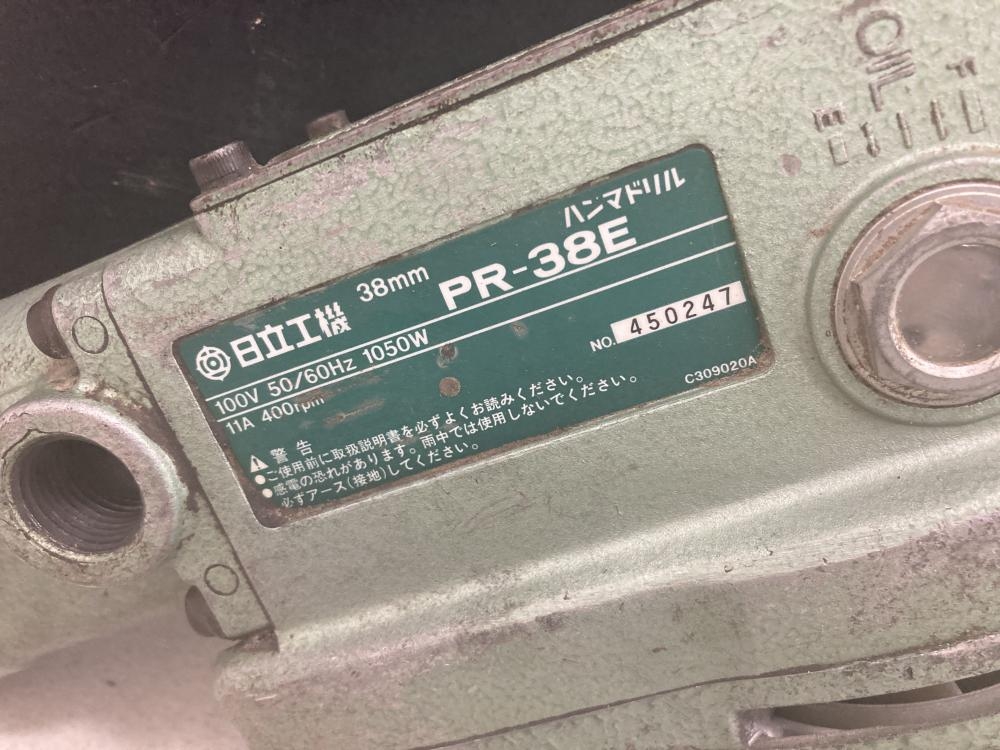 OIL
E F
ハンマドリル
日立工機 38mm PR-38E
100V 50/60Hz 1050W
11A 400rpm
NO. 450247
C309020A
警告
●ご使用前に取扱説明書を必ずよくお読みください。
●感電の恐れがあります。雨中では使用しないでください。
必ずアース(接地)してください。